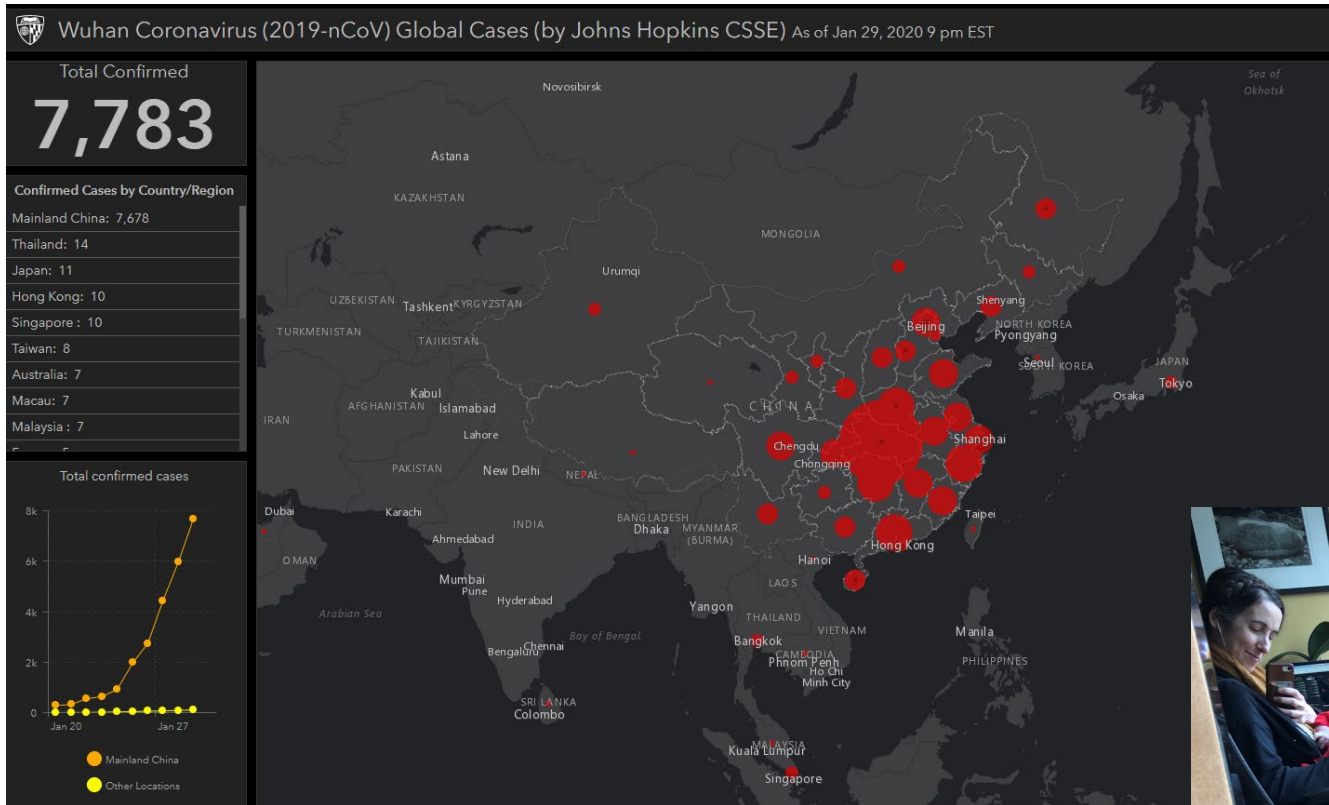 Wuhan Coronavirus (2019-nCoV) Global Cases (by Johns Hopkins CSSE) As of Jan 29, 2020 9 pm EST
Total Confirmed
7,783
Confirmed Cases by Country/Region
Mainland China: 7,678
Thailand: 14
Japan: 11
Hong Kong: 10
Singapore : 10
Taiwan: 8
Australia: 7
Macau: 7
Malaysia : 7
Total confirmed cases
8k
6k
4k
2k
0
Jan 20
Jan 27
Mainland China
Other Locations
Novosibirsk
Sea of
Okhotsk
Astana
KAZAKHSTAN
MONGOLIA
Urumqi
UZBEKISTAN
Tashkent
KYRGYZSTAN
Shenyang
Beijing
NORTH KOREA
Pyongyang
TURKMENISTAN
TAJIKISTAN
Seoul
SOUTH KOREA
JAPAN
Tokyo
Osaka
Kabul
AFGHANISTAN
Islamabad
CHINA
IRAN
Lahore
Chengdu
Shanghai
Chongqing
PAKISTAN
New Delhi
NEPAL
Dubai
Karachi
BANGLADESH
Dhaka
INDIA
MYANMAR
(BURMA)
Taipei
Ahmedabad
Hong Kong
OMAN
Hanoi
Mumbai
Pune
LAOS
Hyderabad
Yangon
Arabian Sea
THAILAND
VIETNAM
Manila
Bay of Bengal
Chennai
Bengaluru
Bangkok
CAMBODIA
Phnom Penh
PHILIPPINES
Ho Chi
Minh City
SRI LANKA
Colombo
MALAYSIA
Kuala Lumpur
Singapore